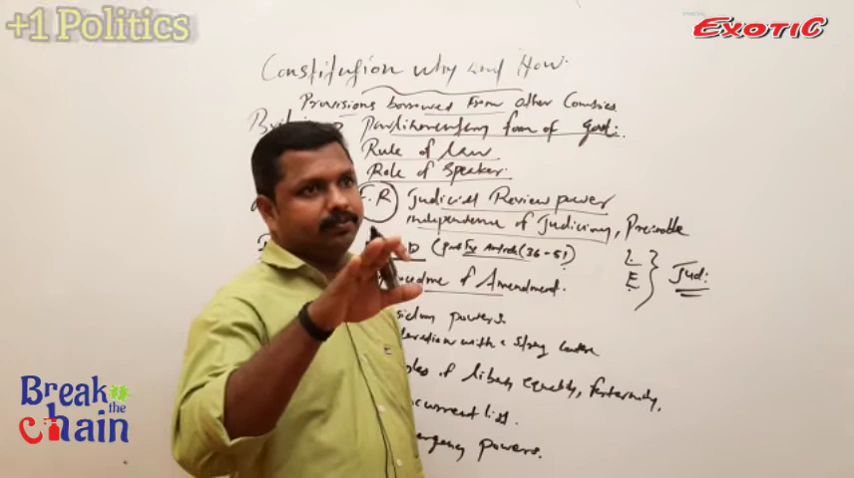 +1 Politics
EXOTIC
Constitution why and How.
Provisions borrowed from other Countries
Parlimentary form of govt:
Rule of law
Role of Speaker.
F.R Judicial Review power
independence of Judiciary, Preamble
D (part IV Article (36-51)
L.
E
Jud:
of Amendment.
powers.
with a strong centre
of liberty equality, fraternity,
list.
powers.
Break
the
chain